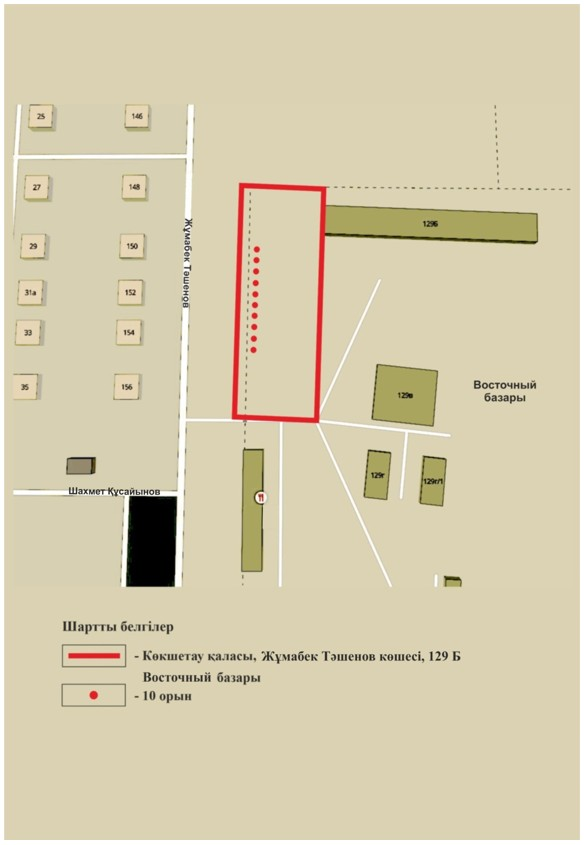 25
146
27
148
129Б
29
150
Жұмабек Ташенов
31а
152
33
154
35
156
129в
Восточный
базары
129г
129г/1
Шахмет Құсайынов
Шартты белгілер
- Көкшетау қаласы, Жұмабек Тәшенов көшесі, 129 Б
Восточный базары
- 10 орын